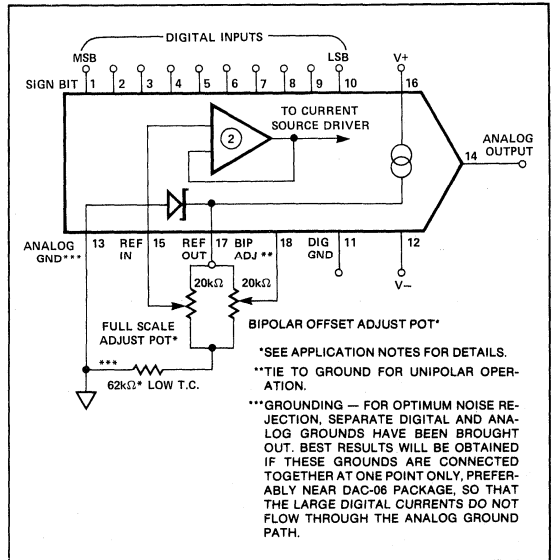 DIGITAL INPUTS
MSB LSB V+
SIGN BIT 1 2 3 4 5 6 7 8 9 10 16
TO CURRENT
SOURCE DRIVER
2
ANALOG
OUTPUT
14
ANALOG
GND***
13
REF
IN
15
REF
OUT
17
BIP
ADJ**
18
DIG
GND
11
12
V–
20kΩ 20kΩ
FULL SCALE
ADJUST POT*
BIPOLAR OFFSET ADJUST POT*
***
62kΩ* LOW T.C.
*SEE APPLICATION NOTES FOR DETAILS.
**TIE TO GROUND FOR UNIPOLAR OPER-
ATION.
***GROUNDING — FOR OPTIMUM NOISE RE-
JECTION, SEPARATE DIGITAL AND ANA-
LOG GROUNDS HAVE BEEN BROUGHT
OUT. BEST RESULTS WILL BE OBTAINED
IF THESE GROUNDS ARE CONNECTED
TOGETHER AT ONE POINT ONLY, PREFER-
ABLY NEAR DAC-06 PACKAGE, SO THAT
THE LARGE DIGITAL CURRENTS DO NOT
FLOW THROUGH THE ANALOG GROUND
PATH.